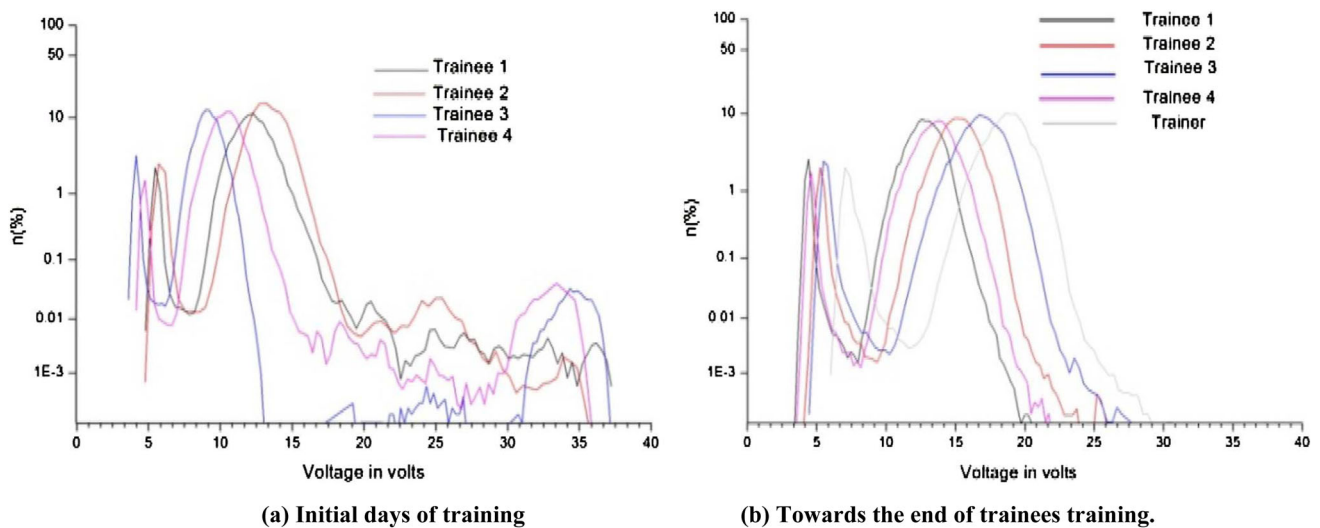 100
50
20
10
1
0.1
0.01
1E-3
n(%)
Trainee 1
Trainee 2
Trainee 3
Trainee 4
0 5 10 15 20 25 30 35 40
Voltage in volts
(a) Initial days of training
100
50
20
10
1
0.1
0.01
1E-3
n(%)
Trainee 1
Trainee 2
Trainee 3
Trainee 4
Trainer
0 5 10 15 20 25 30 35 40
Voltage in volts
(b) Towards the end of trainees training.